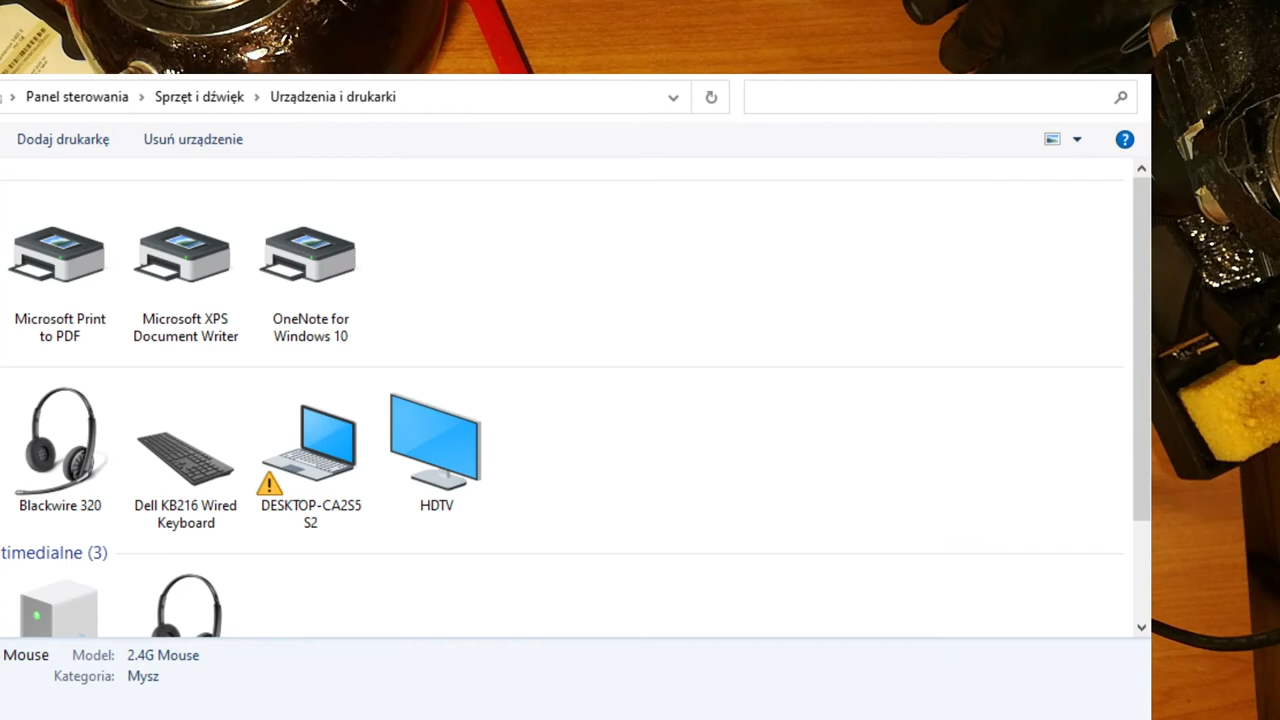 Panel sterowania > Sprzęt i dźwięk > Urządzenia i drukarki
Dodaj drukarkę Usuń urządzenie
Microsoft Print to PDF
Microsoft XPS Document Writer
OneNote for Windows 10
Blackwire 320
Dell KB216 Wired Keyboard
DESKTOP-CA2S5S2
HDTV
timedialne (3)
Mouse Model: 2.4G Mouse
Kategoria: Mysz